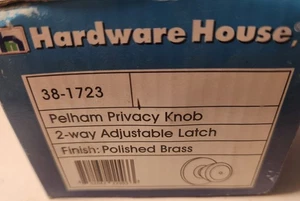 Hardware House®
38-1723
Pelham Privacy Knob
2-way Adjustable Latch
Finish: Polished Brass